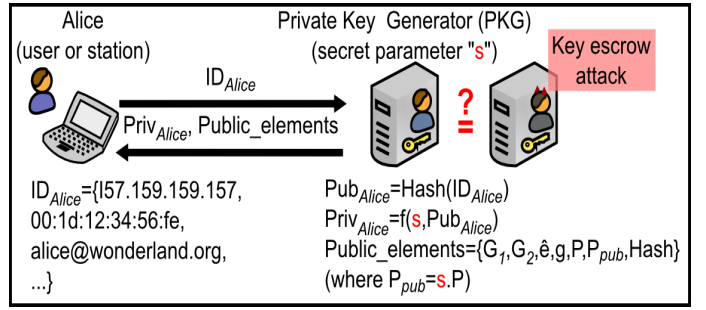 Alice
(user or station)
Private Key Generator (PKG)
(secret parameter "s")
Key escrow
attack
ID_Alice
Priv_Alice, Public_elements
?
=
ID_Alice={I57.159.159.157,
00:1d:12:34:56:fe,
alice@wonderland.org,
...}
Pub_Alice=Hash(ID_Alice)
Priv_Alice=f(s,Pub_Alice)
Public_elements={G_1,G_2,ê,g,P,P_pub,Hash}
(where P_pub=s.P)